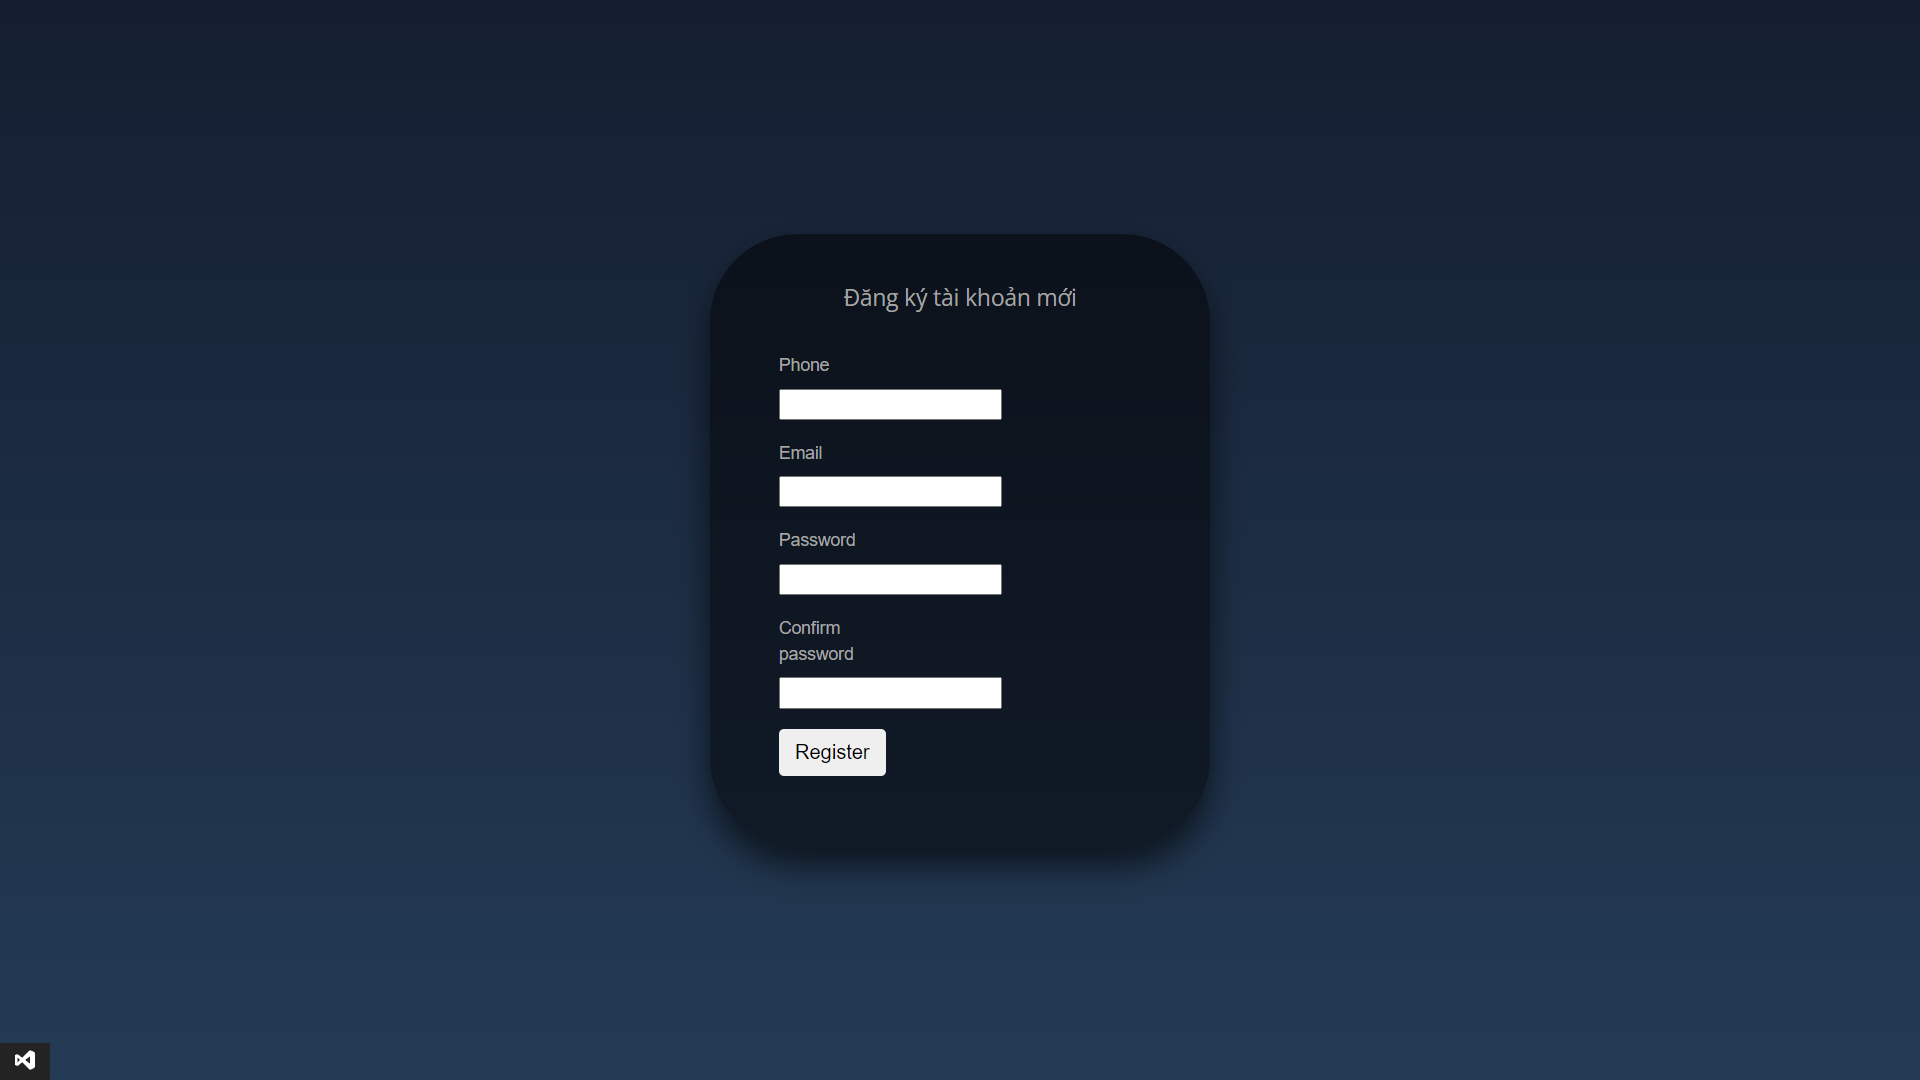 Đăng ký tài khoản mới
Phone
Email
Password
Confirm
password
Register